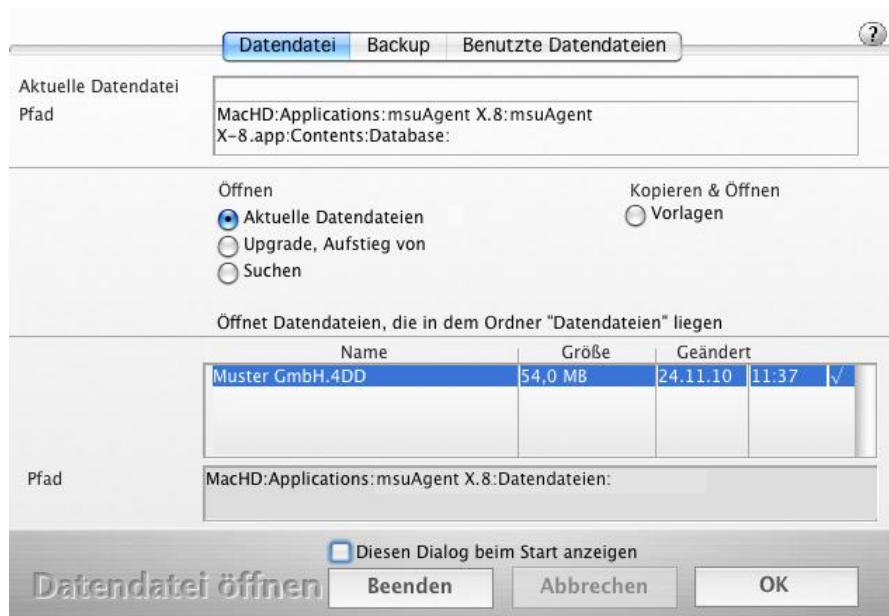 Datendatei Backup Benutzte Datendateien ?
Aktuelle Datendatei
Pfad MacHD:Applications:msuAgent X.8:msuAgent
X-8.app:Contents:Database:
Öffnen Kopieren & Öffnen
Aktuelle Datendateien Vorlagen
Upgrade, Aufstieg von
Suchen
Öffnet Datendateien, die in dem Ordner "Datendateien" liegen
Name Größe Geändert
Muster GmbH.4DD 54,0 MB 24.11.10 11:37 √
Pfad MacHD:Applications:msuAgent X.8:Datendateien:
Diesen Dialog beim Start anzeigen
Datendatei öffnen Beenden Abbrechen OK